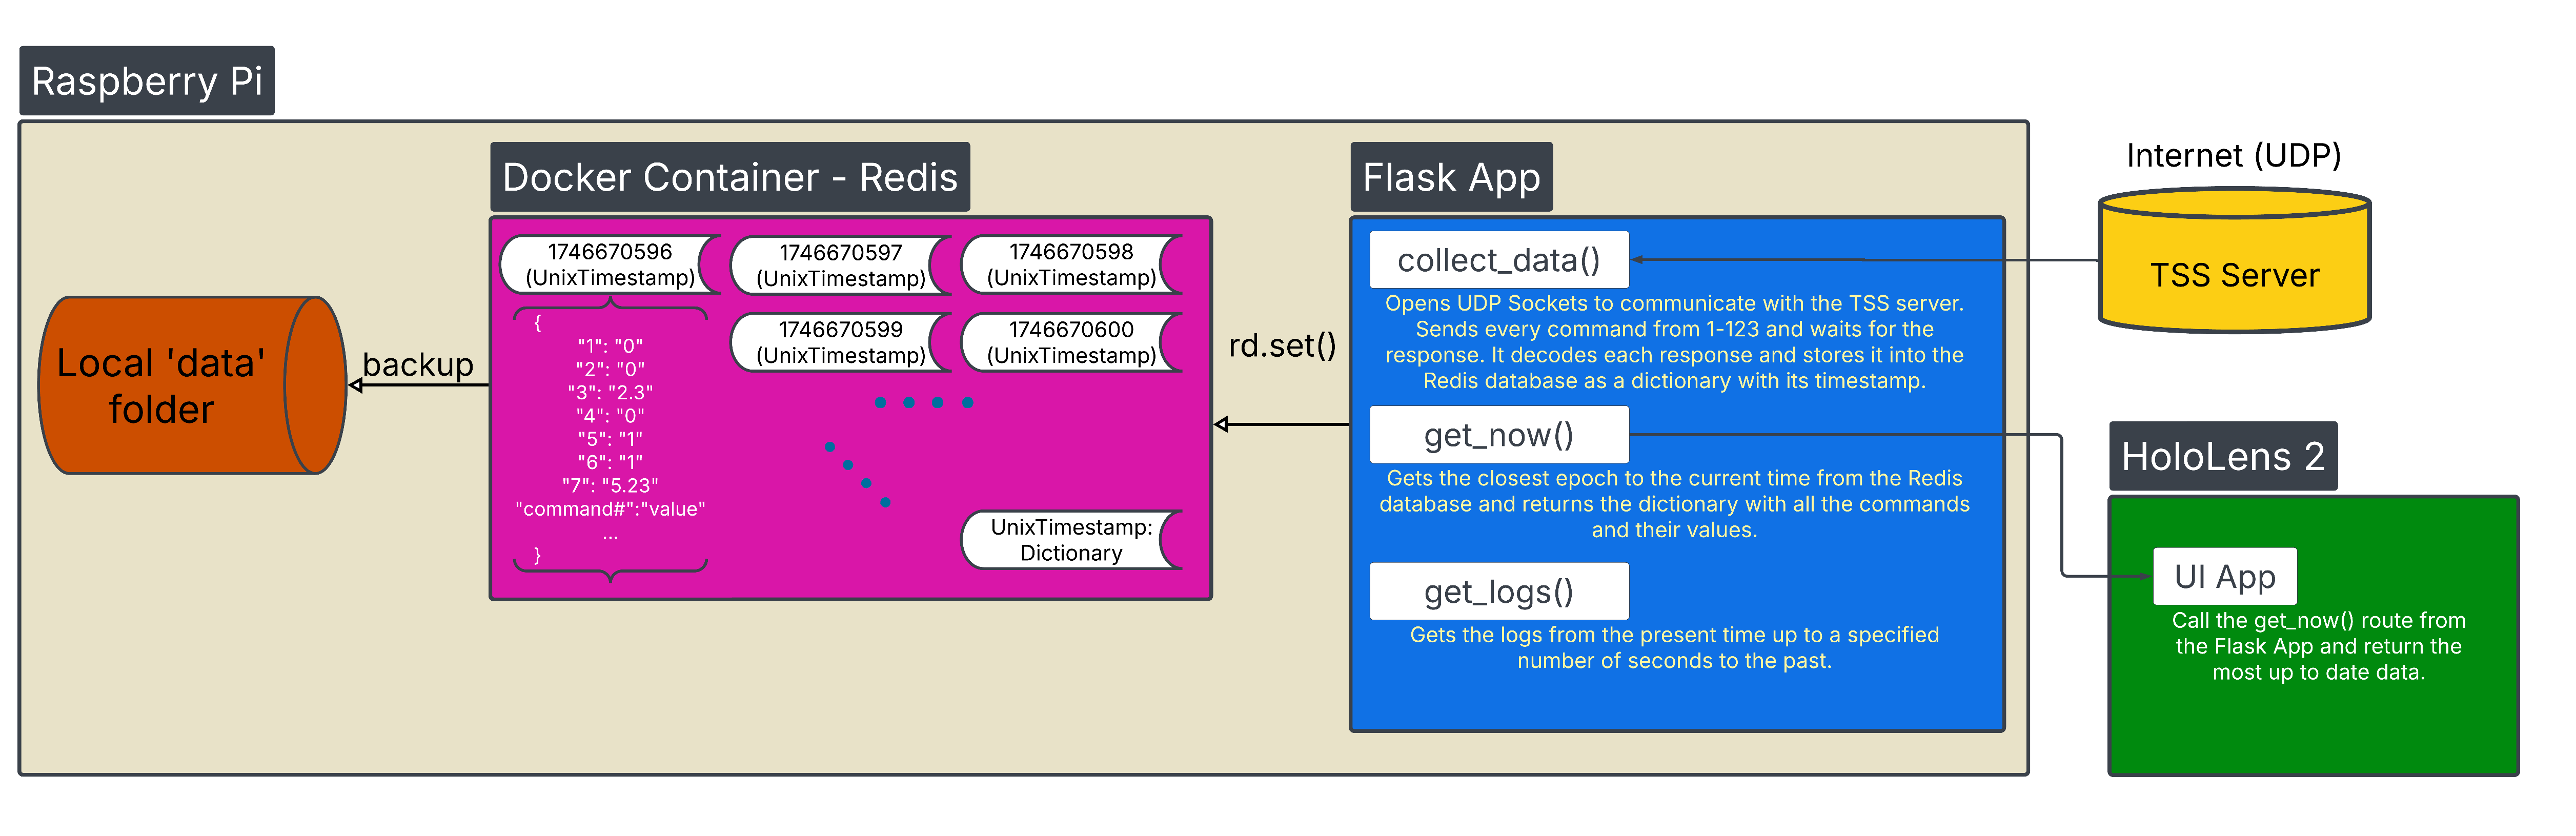 Raspberry Pi
Local 'data'
folder
backup
Docker Container - Redis
1746670596
(UnixTimestamp)
1746670597
(UnixTimestamp)
1746670598
(UnixTimestamp)
1746670599
(UnixTimestamp)
1746670600
(UnixTimestamp)
{
"1": "0"
"2": "0"
"3": "2.3"
"4": "0"
"5": "1"
"6": "1"
"7": "5.23"
"command#":"value"
...
}
UnixTimestamp:
Dictionary
rd.set()
Flask App
collect_data()
Opens UDP Sockets to communicate with the TSS server.
Sends every command from 1-123 and waits for the
response. It decodes each response and stores it into the
Redis database as a dictionary with its timestamp.
get_now()
Gets the closest epoch to the current time from the Redis
database and returns the dictionary with all the commands
and their values.
get_logs()
Gets the logs from the present time up to a specified
number of seconds to the past.
Internet (UDP)
TSS Server
HoloLens 2
UI App
Call the get_now() route from
the Flask App and return the
most up to date data.